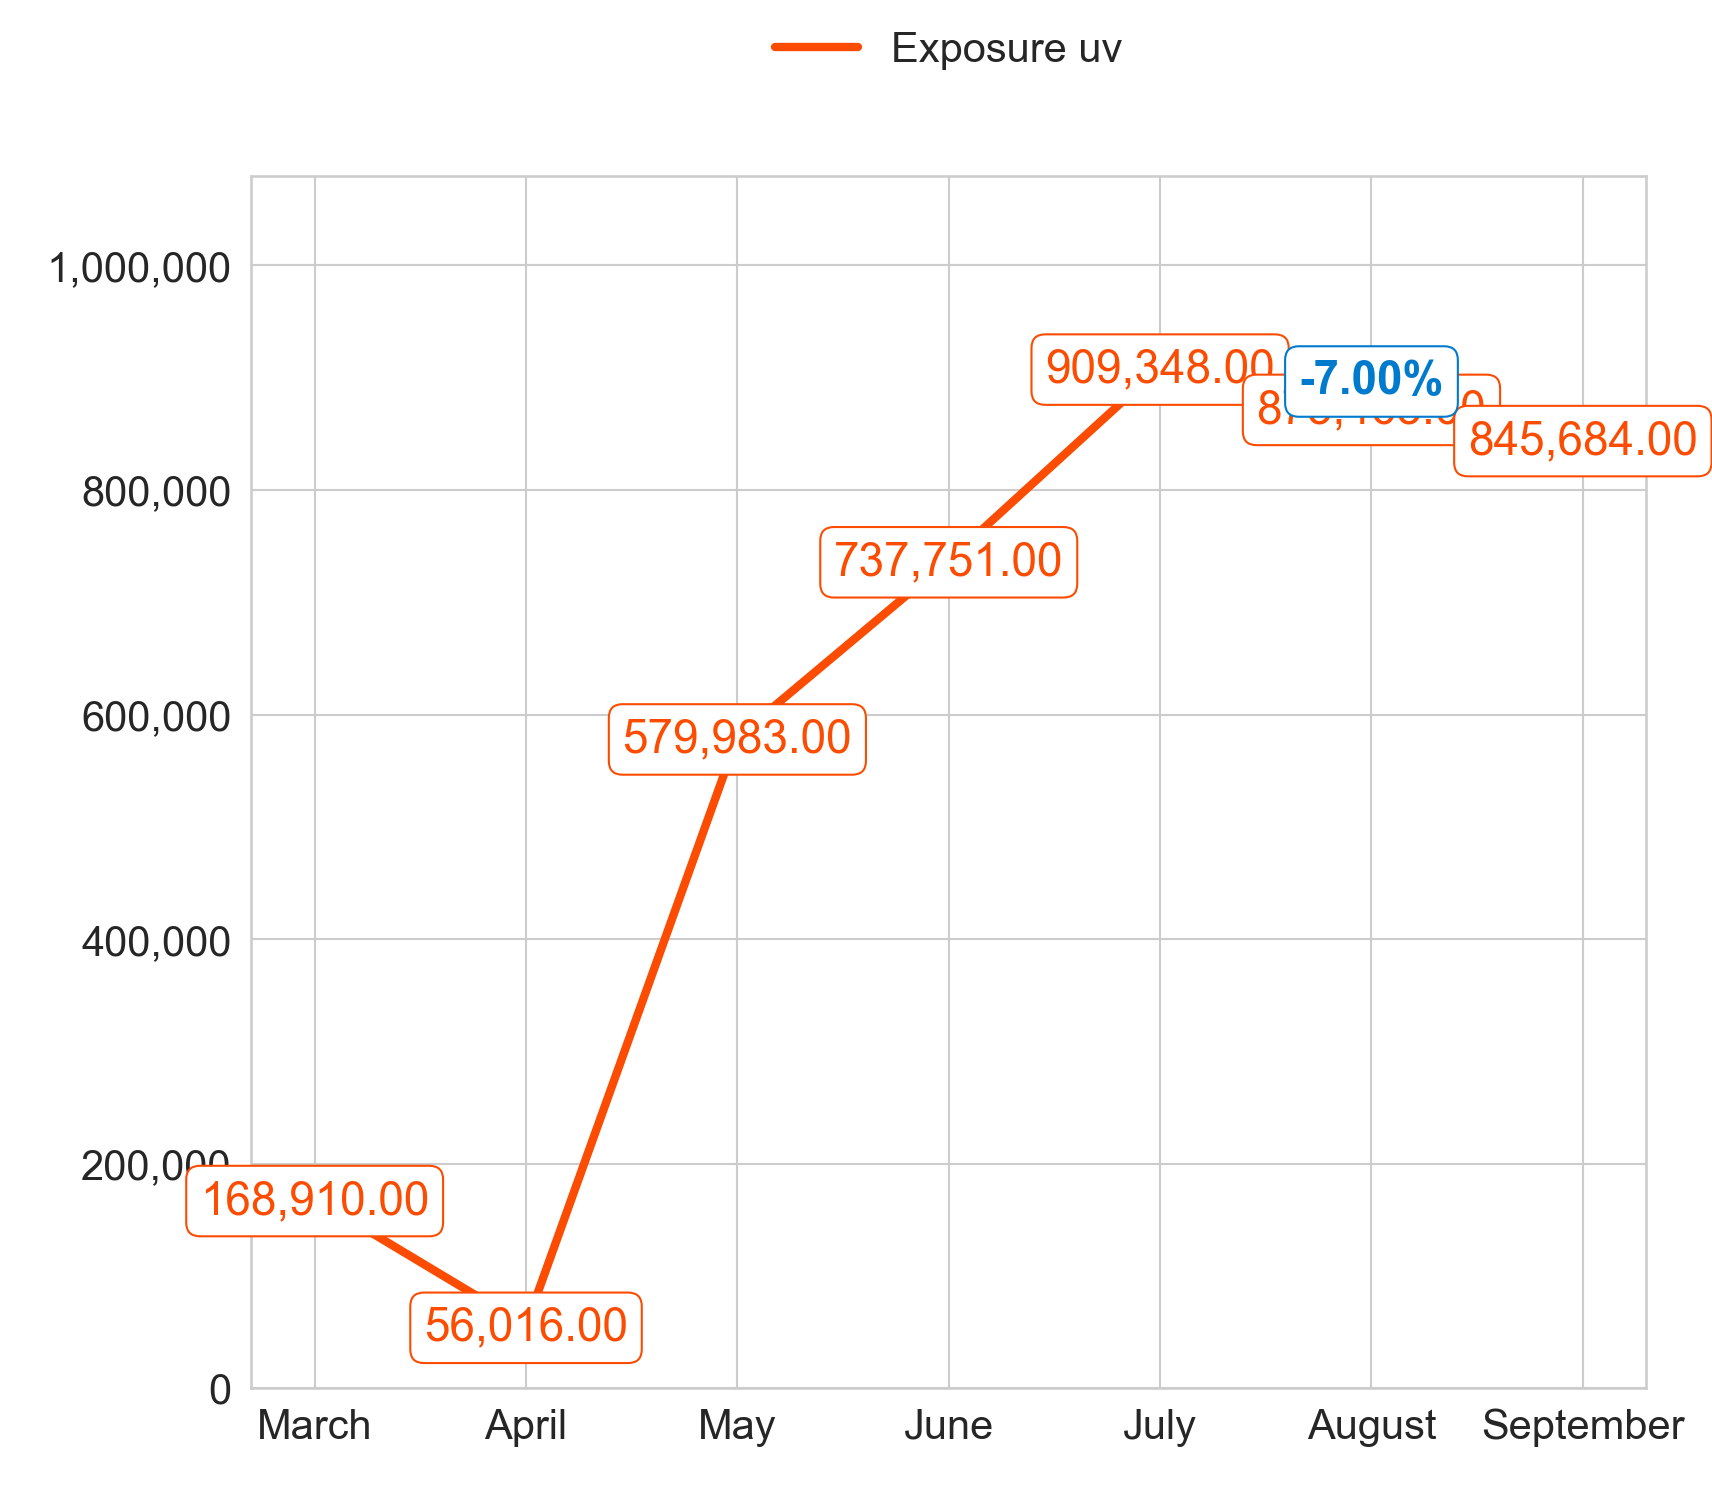 Exposure uv
1,000,000
800,000
600,000
400,000
200,000
0
909,348.00
-7.00%
845,684.00
737,751.00
579,983.00
168,910.00
56,016.00
March
April
May
June
July
August
September